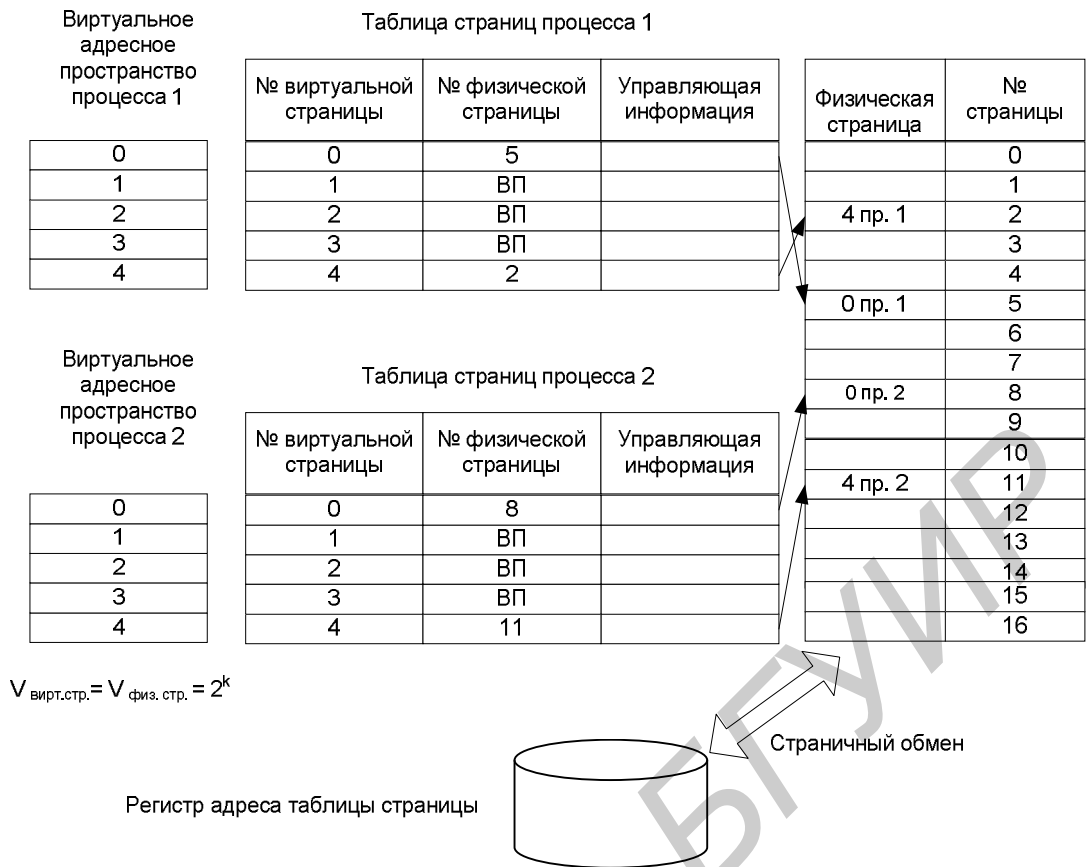 Виртуальное
адресное
пространство
процесса 1
Таблица страниц процесса 1
№ виртуальной страницы
№ физической страницы
Управляющая информация
Физическая страница
№ страницы
0
1
2
3
4
0 5
1 ВП
2 ВП
3 ВП
4 2
0
1
4 пр. 1 2
3
4
0 пр. 1 5
6
7
0 пр. 2 8
9
10
4 пр. 2 11
12
13
14
15
16
Виртуальное
адресное
пространство
процесса 2
Таблица страниц процесса 2
№ виртуальной страницы
№ физической страницы
Управляющая информация
0
1
2
3
4
0 8
1 ВП
2 ВП
3 ВП
4 11
V вирт.стр.= V физ. стр. = 2^k
Страничный обмен
Регистр адреса таблицы страницы
БГУИР